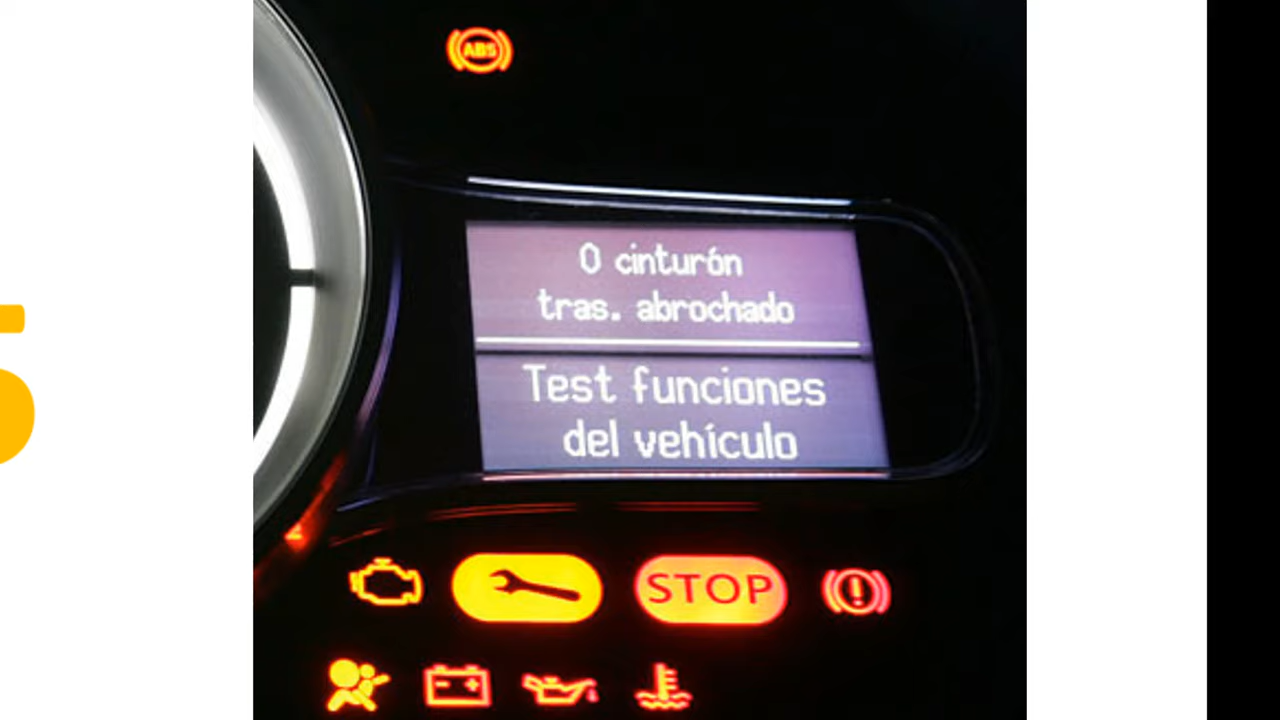 ABS
0 cinturón
tras. abrochado
Test funciones
del vehículo
STOP